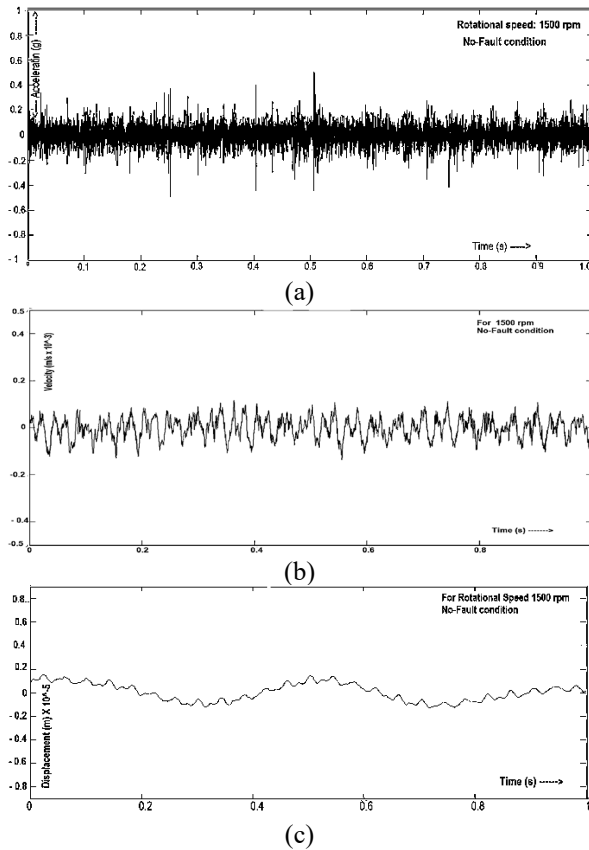 1
0.8
0.6
0.4
0.2
0
- 0.2
- 0.4
- 0.6
- 0.8
- 1
<---- Acceleratin (g) ---->
Rotational speed: 1500 rpm
No-Fault condition
Time (s) ---->
0.1 0.2 0.3 0.4 0.5 0.6 0.7 0.8 0.9 1.0
(a)
0.5
0.4
0.2
0
- 0.2
- 0.4
- 0.5
Velocity (m/s x 10^-3)
For 1500 rpm
No-Fault condition
Time (s) ------>
0 0.2 0.4 0.6 0.8
(b)
0.8
0.6
0.4
0.2
0
- 0.2
- 0.4
- 0.6
- 0.8
Displacement (m) X 10^-5
For Rotational Speed 1500 rpm
No-Fault condition
Time (s) ---->
0 0.2 0.4 0.6 0.8 1
(c)